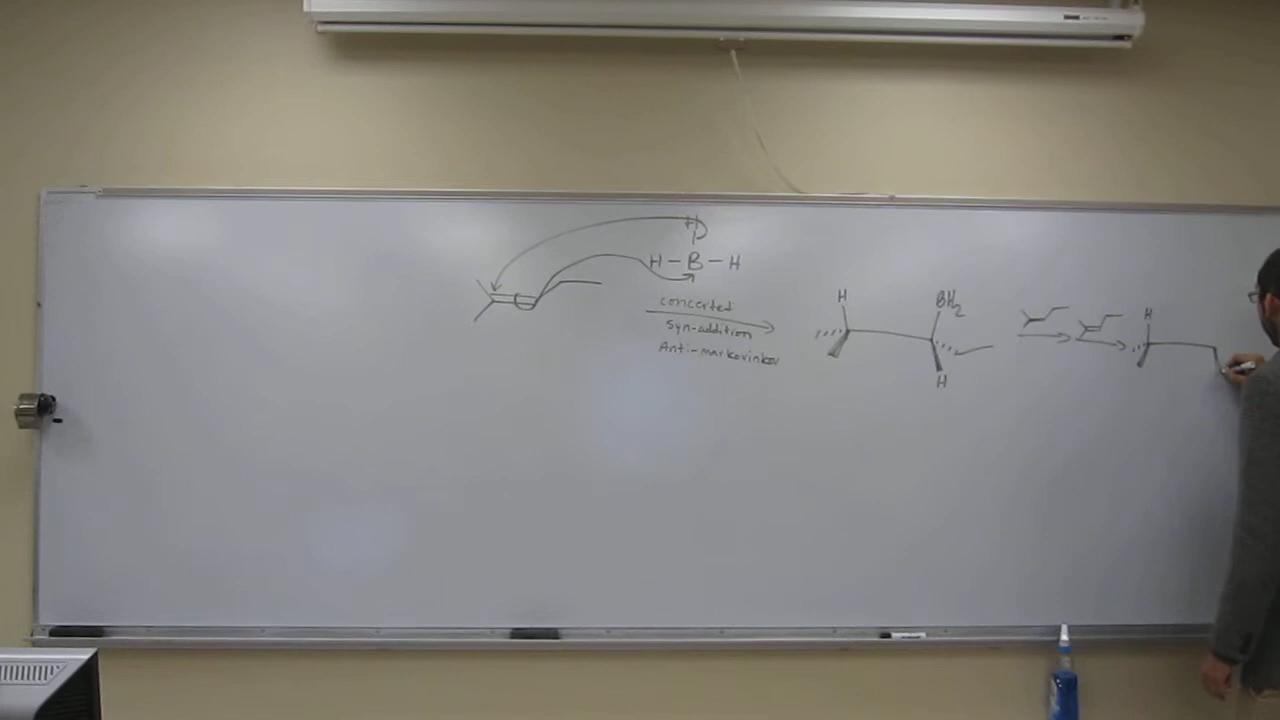 H
H – B – H
concerted
Syn-addition
Anti-markovinkov
H
BH₂
H
H